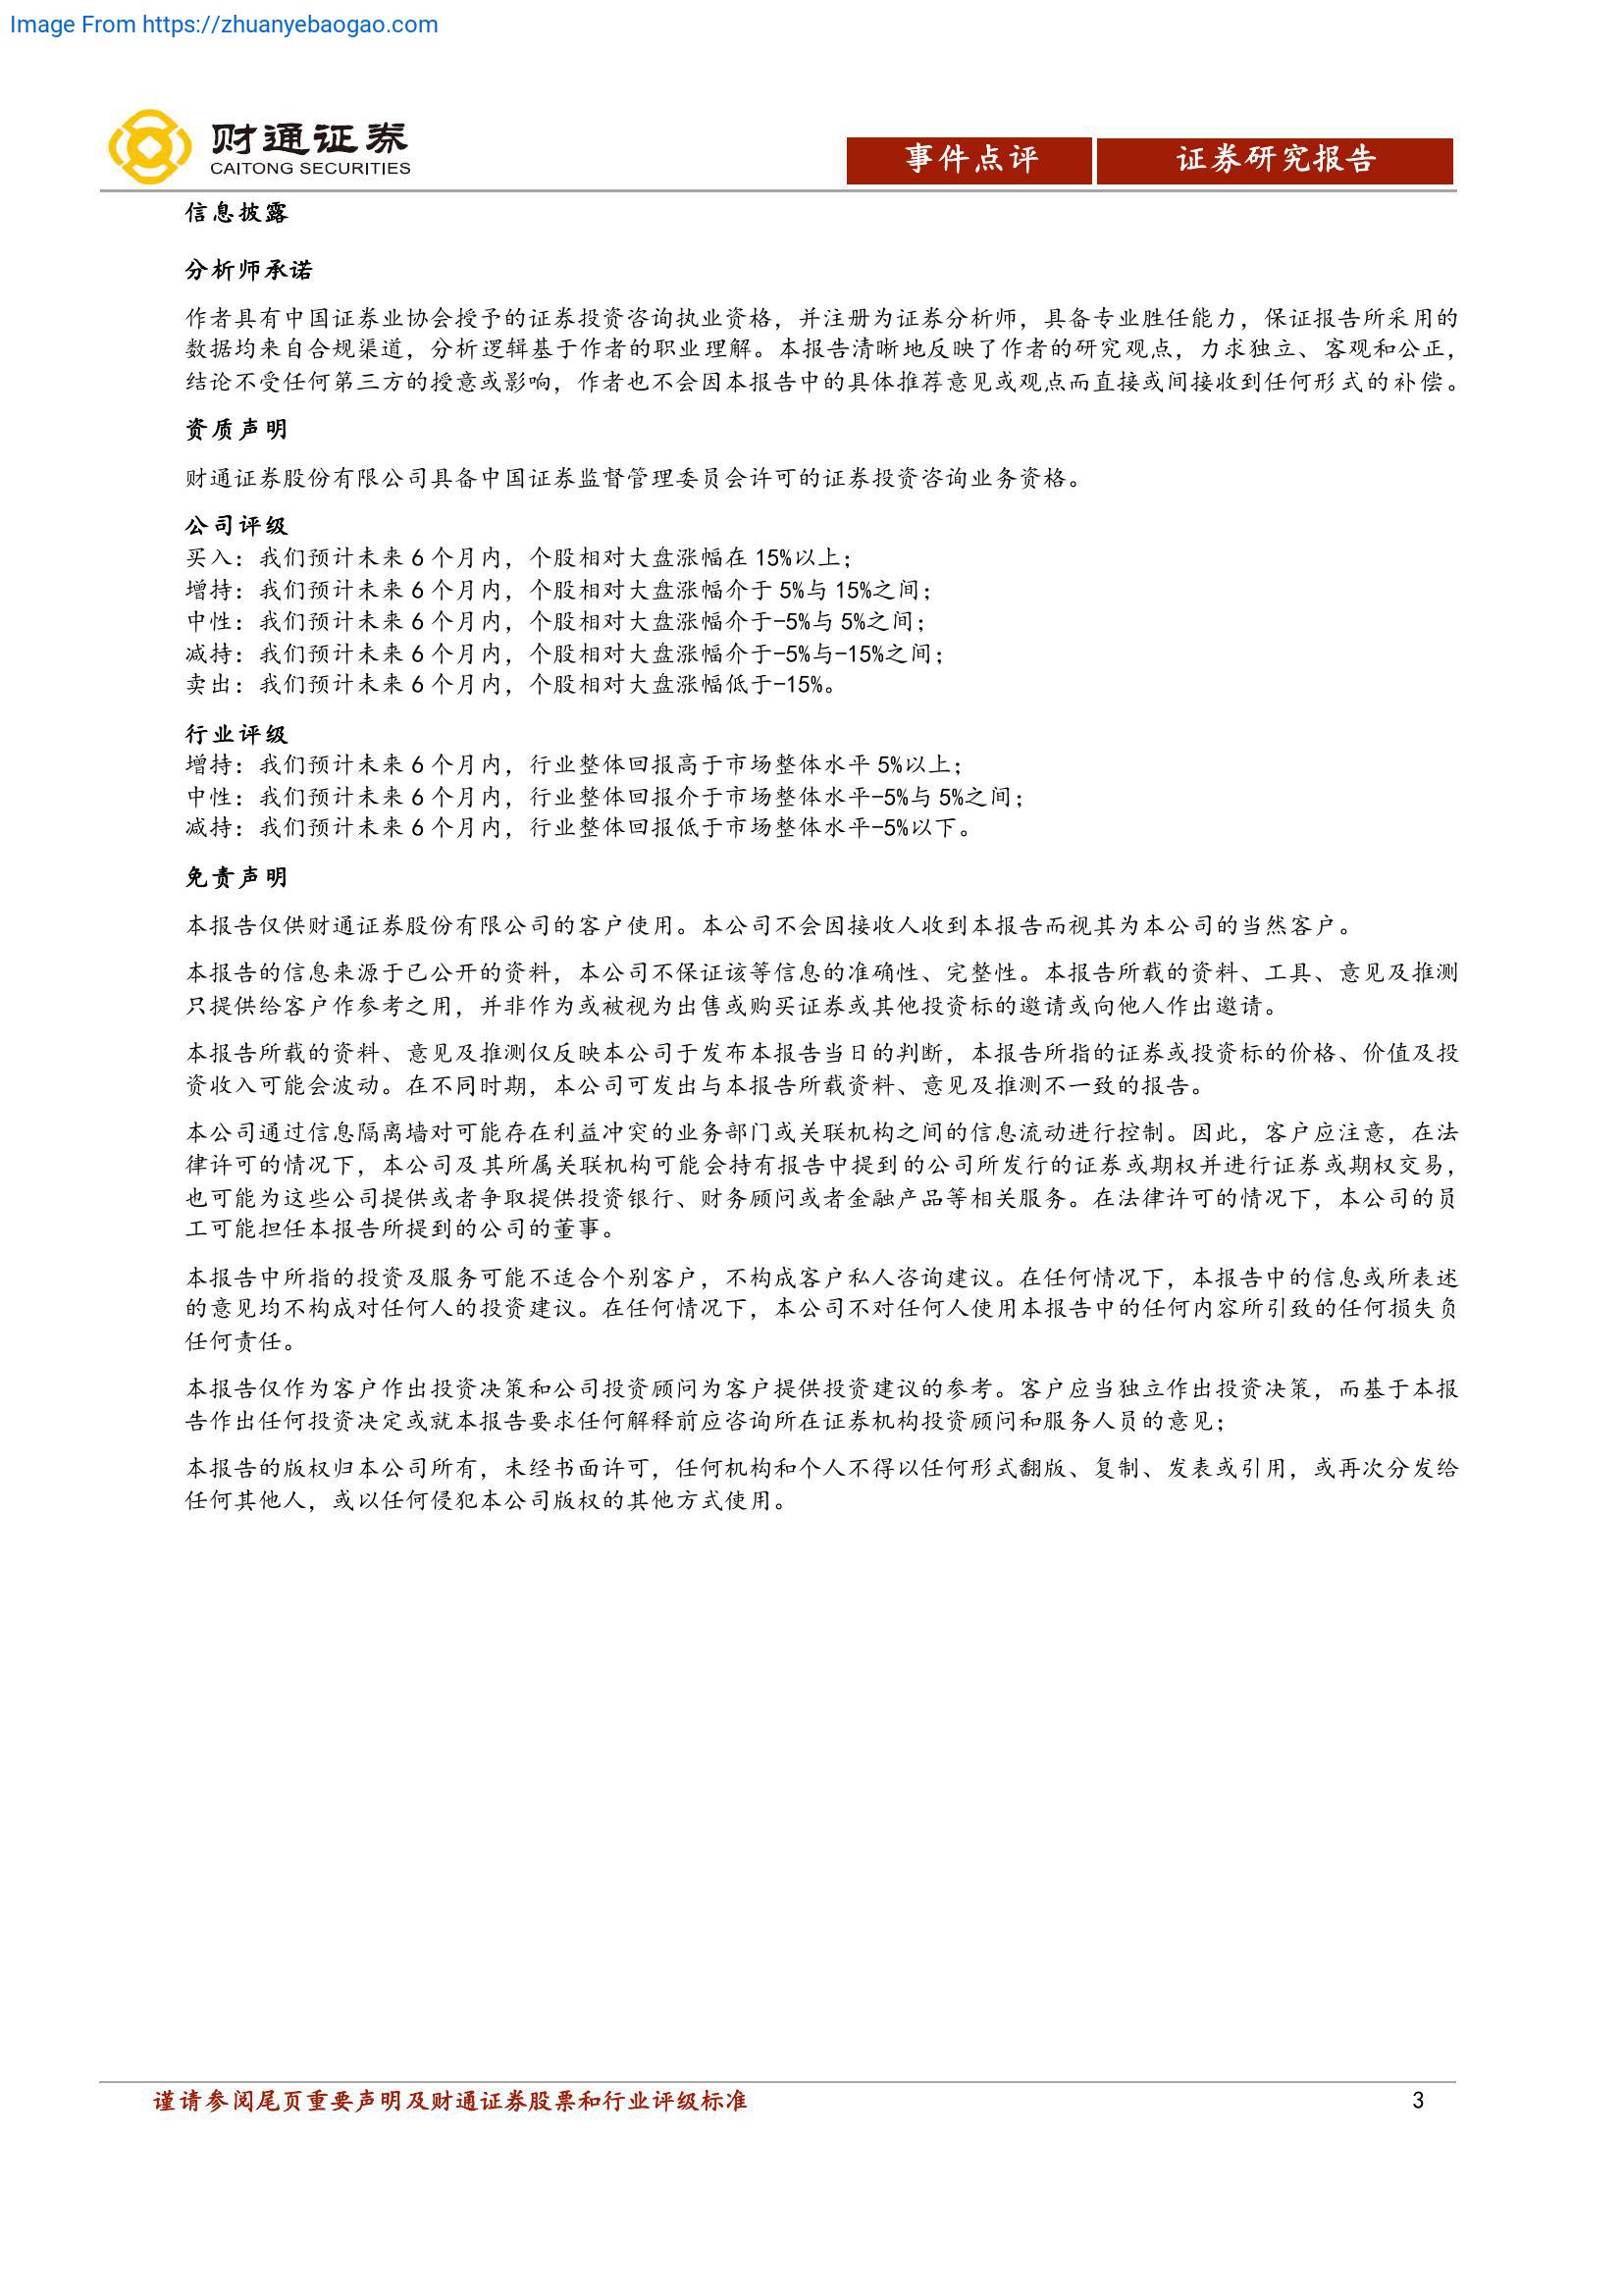 Image From https://zhuanyebaogao.com
财通证券
CAITONG SECURITIES
事件点评
证券研究报告
信息披露
分析师承诺
作者具有中国证券业协会授予的证券投资咨询执业资格，并注册为证券分析师，具备专业胜任能力，保证报告所采用的
数据均来自合规渠道，分析逻辑基于作者的职业理解。本报告清晰地反映了作者的研究观点，力求独立、客观和公正，
结论不受任何第三方的授意或影响，作者也不会因本报告中的具体推荐意见或观点而直接或间接收到任何形式的补偿。
资质声明
财通证券股份有限公司具备中国证券监督管理委员会许可的证券投资咨询业务资格。
公司评级
买入：我们预计未来 6 个月内，个股相对大盘涨幅在 15%以上；
增持：我们预计未来 6 个月内，个股相对大盘涨幅介于 5%与 15%之间；
中性：我们预计未来 6 个月内，个股相对大盘涨幅介于-5%与 5%之间；
减持：我们预计未来 6 个月内，个股相对大盘涨幅介于-5%与-15%之间；
卖出：我们预计未来 6 个月内，个股相对大盘涨幅低于-15%。
行业评级
增持：我们预计未来 6 个月内，行业整体回报高于市场整体水平 5%以上；
中性：我们预计未来 6 个月内，行业整体回报介于市场整体水平-5%与 5%之间；
减持：我们预计未来 6 个月内，行业整体回报低于市场整体水平-5%以下。
免责声明
本报告仅供财通证券股份有限公司的客户使用。本公司不会因接收人收到本报告而视其为本公司的当然客户。
本报告的信息来源于已公开的资料，本公司不保证该等信息的准确性、完整性。本报告所载的资料、工具、意见及推测
只提供给客户作参考之用，并非作为或被视为出售或购买证券或其他投资标的邀请或向他人作出邀请。
本报告所载的资料、意见及推测仅反映本公司于发布本报告当日的判断，本报告所指的证券或投资标的价格、价值及投
资收入可能会波动。在不同时期，本公司可发出与本报告所载资料、意见及推测不一致的报告。
本公司通过信息隔离墙对可能存在利益冲突的业务部门或关联机构之间的信息流动进行控制。因此，客户应注意，在法
律许可的情况下，本公司及其所属关联机构可能会持有报告中提到的公司所发行的证券或期权并进行证券或期权交易，
也可能为这些公司提供或者争取提供投资银行、财务顾问或者金融产品等相关服务。在法律许可的情况下，本公司的员
工可能担任本报告所提到的公司的董事。
本报告中所指的投资及服务可能不适合个别客户，不构成客户私人咨询建议。在任何情况下，本报告中的信息或所表述
的意见均不构成对任何人的投资建议。在任何情况下，本公司不对任何人使用本报告中的任何内容所引致的任何损失负
任何责任。
本报告仅作为客户作出投资决策和公司投资顾问为客户提供投资建议的参考。客户应当独立作出投资决策，而基于本报
告作出任何投资决定或就本报告要求任何解释前应咨询所在证券机构投资顾问和服务人员的意见；
本报告的版权归本公司所有，未经书面许可，任何机构和个人不得以任何形式翻版、复制、发表或引用，或再次分发给
任何其他人，或以任何侵犯本公司版权的其他方式使用。
谨请参阅尾页重要声明及财通证券股票和行业评级标准
3